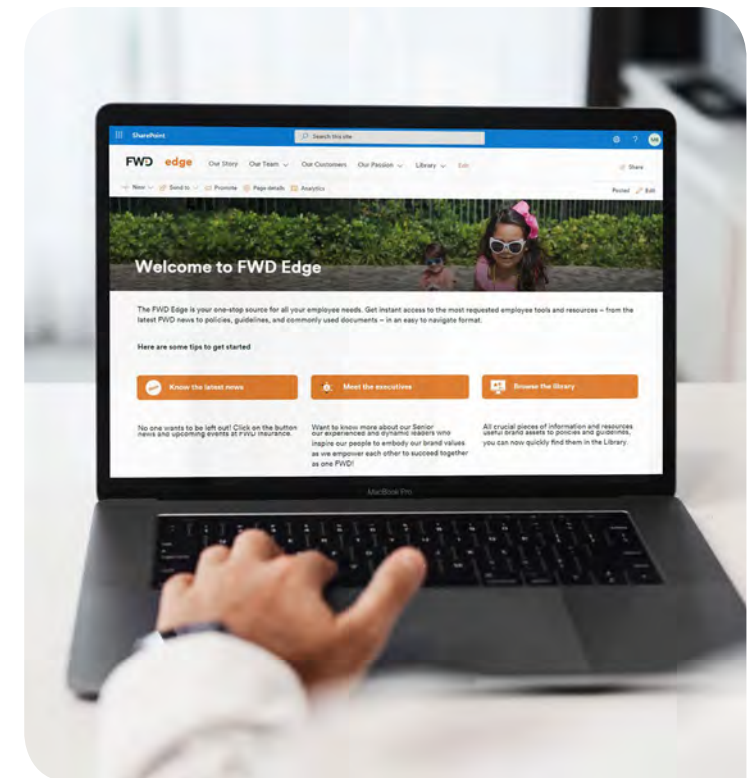 SharePoint
Search this site
FWD edge Our Story Our Team Our Customers Our Passion Library Edit
Share
New Send to Promote Page details Analytics
Posted Edit
Welcome to FWD Edge
The FWD Edge is your one-stop source for all your employee needs. Get instant access to the most requested employee tools and resources – from the
latest FWD news to policies, guidelines, and commonly used documents – in an easy to navigate format.
Here are some tips to get started
Know the latest news
Meet the executives
Browse the library
No one wants to be left out! Click on the button
news and upcoming events at FWD Insurance.
Want to know more about our Senior
our experienced and dynamic leaders who
inspire our people to embody our brand values
as we empower each other to succeed together
as one FWD!
All crucial pieces of information and resources
useful brand assets to policies and guidelines,
you can now quickly find them in the Library.
MacBook Pro